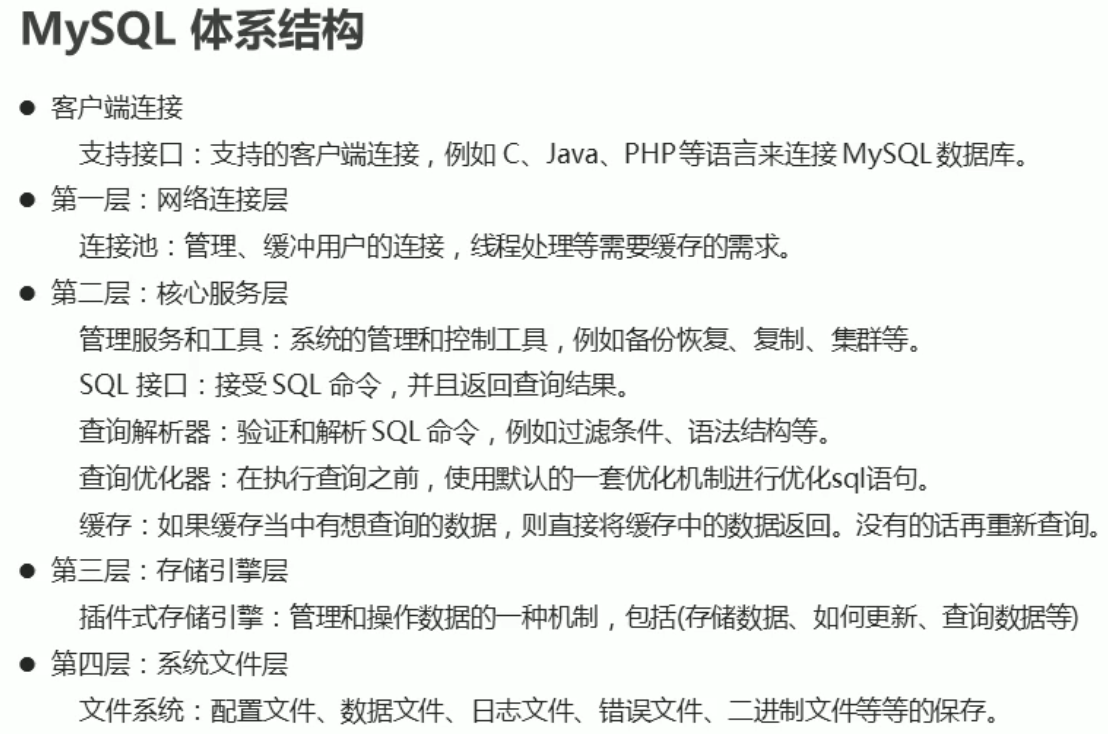 MySQL 体系结构
● 客户端连接
支持接口：支持的客户端连接，例如 C、Java、PHP 等语言来连接 MySQL 数据库。
● 第一层：网络连接层
连接池：管理、缓冲用户的连接，线程处理等需要缓存的需求。
● 第二层：核心服务层
管理服务和工具：系统的管理和控制工具，例如备份恢复、复制、集群等。
SQL 接口：接受 SQL 命令，并且返回查询结果。
查询解析器：验证和解析 SQL 命令，例如过滤条件、语法结构等。
查询优化器：在执行查询之前，使用默认的一套优化机制进行优化sql语句。
缓存：如果缓存当中有想查询的数据，则直接将缓存中的数据返回。没有的话再重新查询。
● 第三层：存储引擎层
插件式存储引擎：管理和操作数据的一种机制，包括(存储数据、如何更新、查询数据等)
● 第四层：系统文件层
文件系统：配置文件、数据文件、日志文件、错误文件、二进制文件等等的保存。